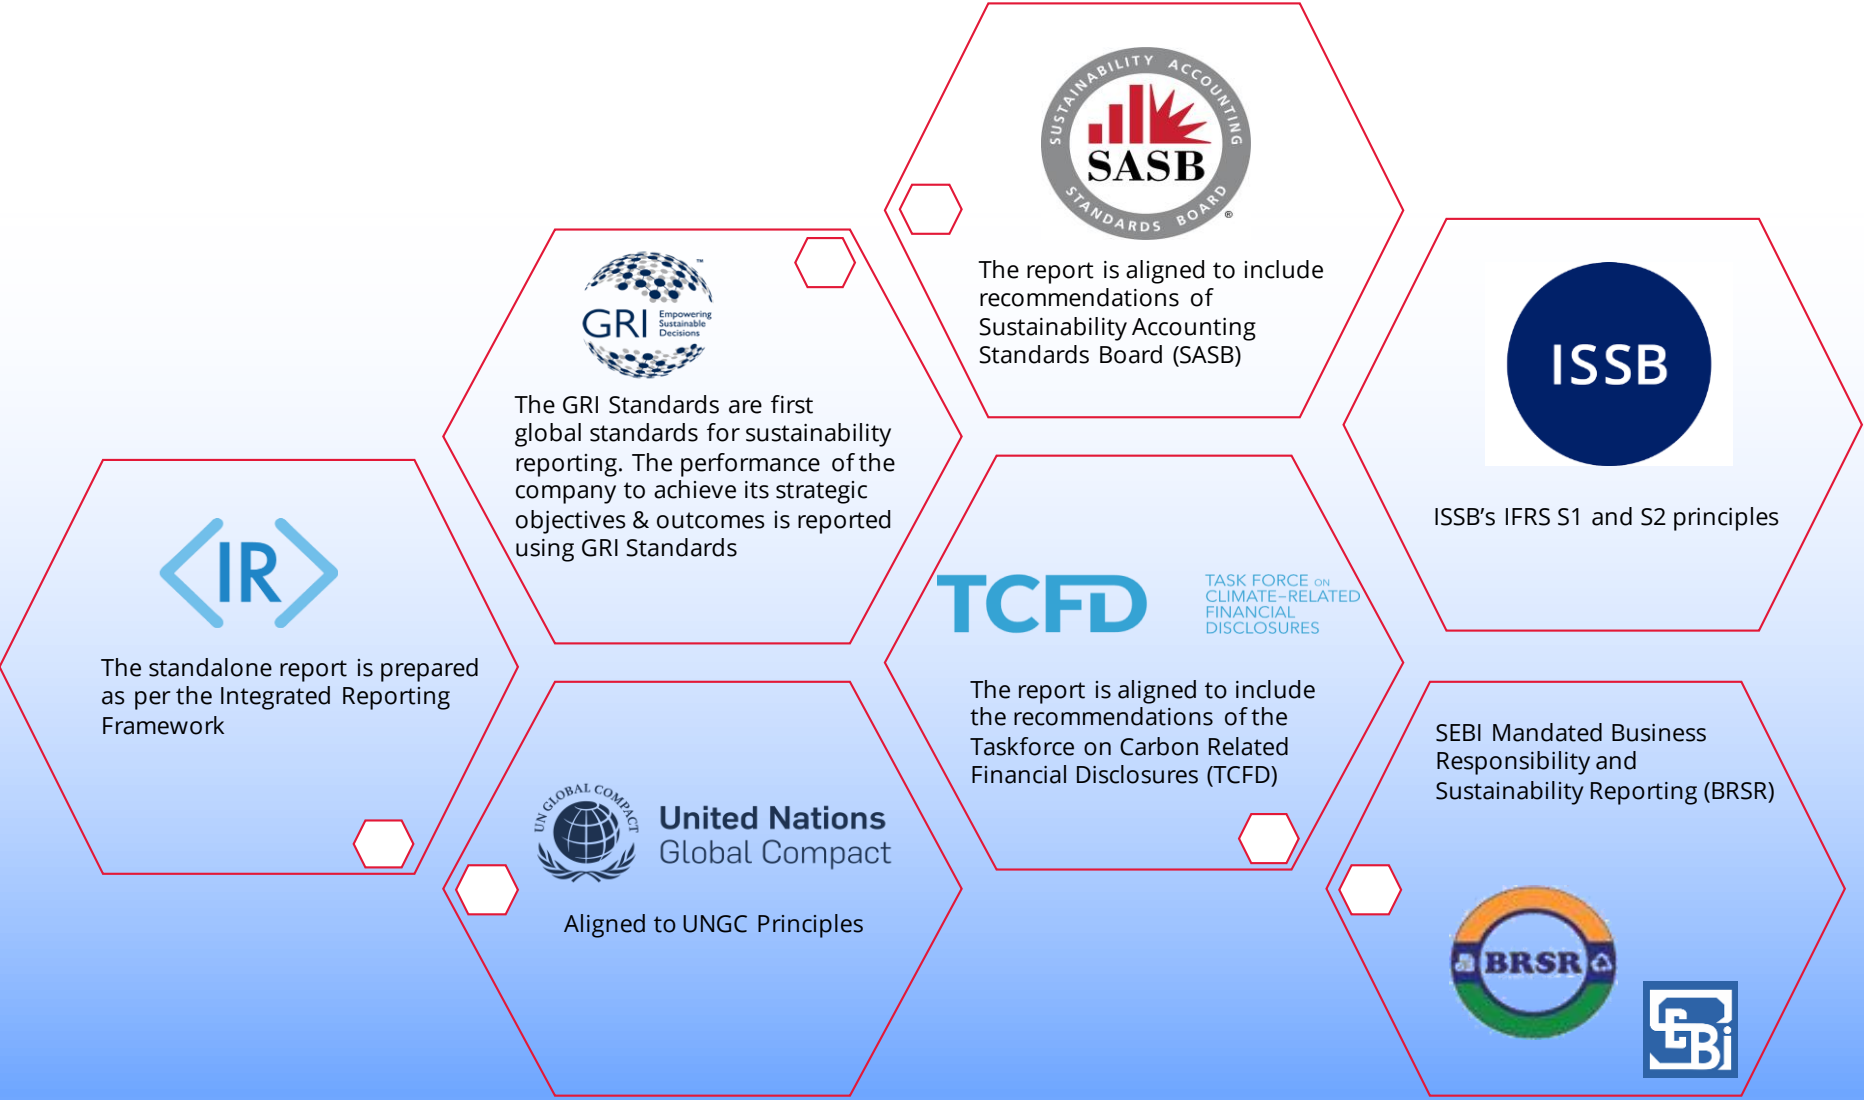 SUSTAINABILITY ACCOUNTING
SASB
STANDARDS BOARD
®
The report is aligned to include
recommendations of
Sustainability Accounting
Standards Board (SASB)
GRI
Empowering
Sustainable
Decisions
™
The GRI Standards are first
global standards for sustainability
reporting. The performance of the
company to achieve its strategic
objectives & outcomes is reported
using GRI Standards
ISSB
ISSB’s IFRS S1 and S2 principles
IR
The standalone report is prepared
as per the Integrated Reporting
Framework
TCFD
TASK FORCE ON
CLIMATE–RELATED
FINANCIAL
DISCLOSURES
The report is aligned to include
the recommendations of the
Taskforce on Carbon Related
Financial Disclosures (TCFD)
UN GLOBAL COMPACT
United Nations
Global Compact
Aligned to UNGC Principles
SEBI Mandated Business
Responsibility and
Sustainability Reporting (BRSR)
BRSR
SEBI